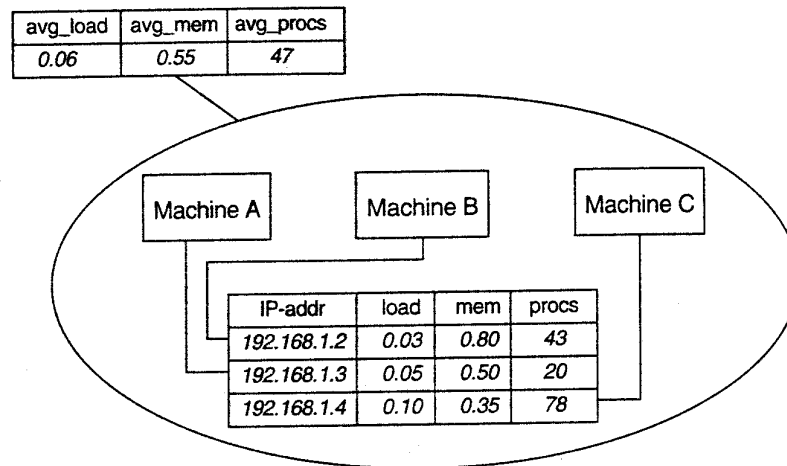 avg_load avg_mem avg_procs
0.06 0.55 47
Machine A Machine B Machine C
IP-addr load mem procs
192.168.1.2 0.03 0.80 43
192.168.1.3 0.05 0.50 20
192.168.1.4 0.10 0.35 78